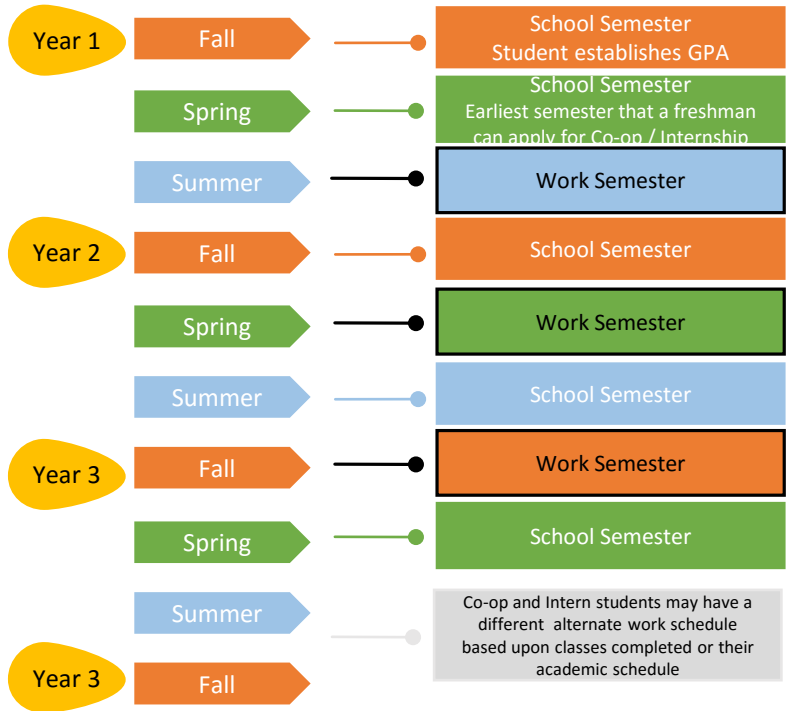 Year 1
Fall
School Semester
Student establishes GPA
Spring
School Semester
Earliest semester that a freshman
can apply for Co-op / Internship
Summer
Work Semester
Year 2
Fall
School Semester
Spring
Work Semester
Summer
School Semester
Year 3
Fall
Work Semester
Spring
School Semester
Summer
Co-op and Intern students may have a
different alternate work schedule
based upon classes completed or their
academic schedule
Year 3
Fall